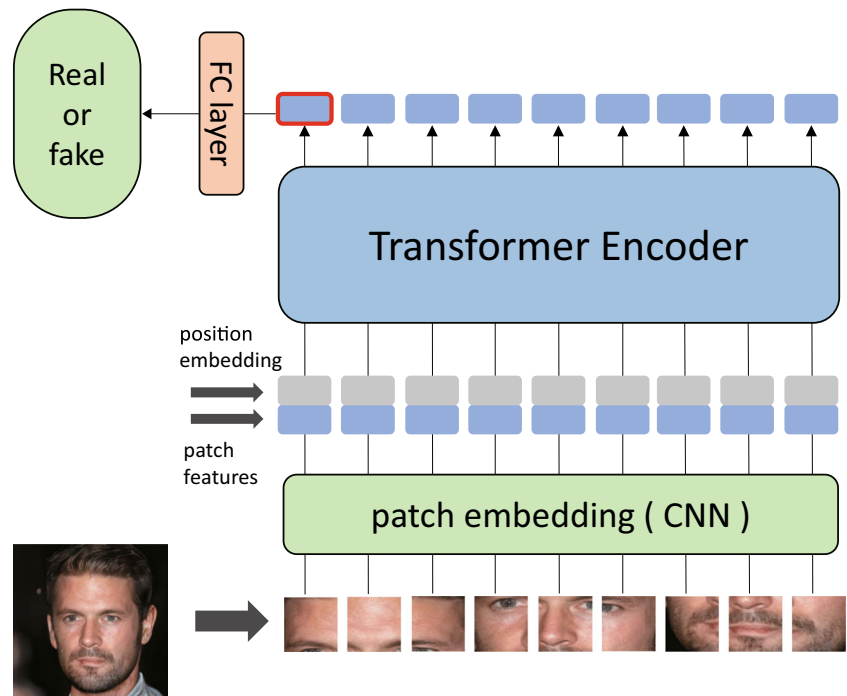 Real
or
fake
FC layer
Transformer Encoder
position
embedding
patch
features
patch embedding ( CNN )